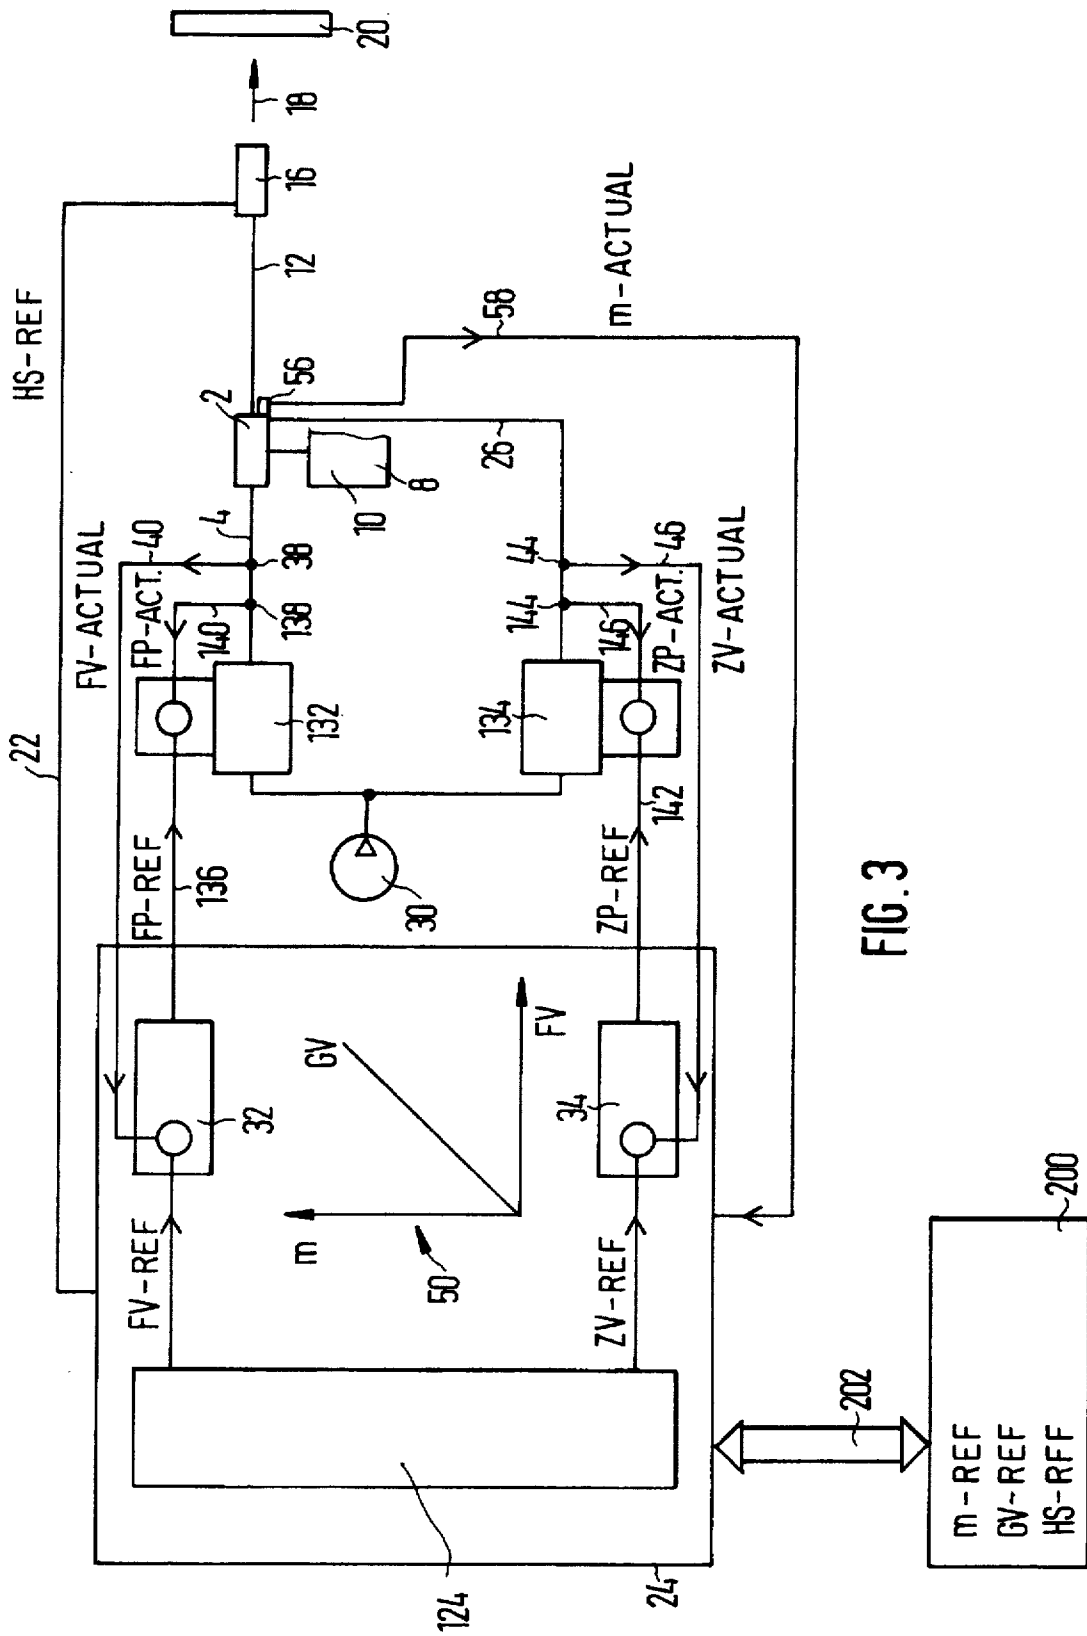 HS-REF
22
20
18
16
12
FV-ACTUAL
40
FP-ACT.
140
4
38
138
2
56
58
m-ACTUAL
10
8
26
FP-REF
136
132
30
134
144
44
146
46
ZP-ACT.
ZV-ACTUAL
ZP-REF
142
FV-REF
32
m
GV
FV
50
34
ZV-REF
124
24
202
200
m-REF
GV-REF
HS-RFF
FIG. 3